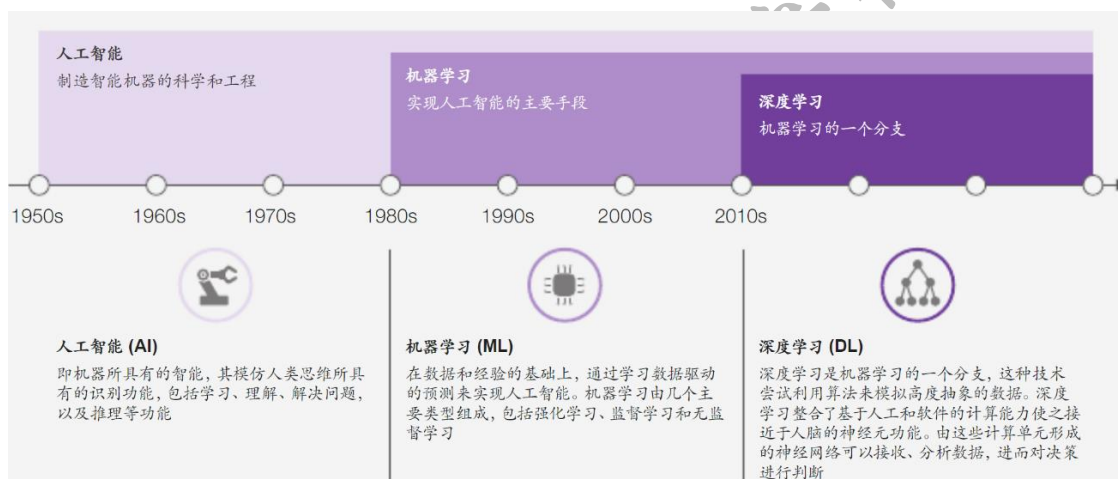 人工智能
制造智能机器的科学和工程
机器学习
实现人工智能的主要手段
深度学习
机器学习的一个分支
1950s 1960s 1970s 1980s 1990s 2000s 2010s
人工智能 (AI)
即机器所具有的智能，其模仿人类思维所具
有的识别功能，包括学习、理解、解决问题，
以及推理等功能
机器学习 (ML)
在数据和经验的基础上，通过学习数据驱动
的预测来实现人工智能。机器学习由几个主
要类型组成，包括强化学习、监督学习和无监
督学习
深度学习 (DL)
深度学习是机器学习的一个分支，这种技术
尝试利用算法来模拟高度抽象的数据。深度
学习整合了基于人工和软件的计算能力使之接
近于人脑的神经元功能。由这些计算单元形成
的神经网络可以接收、分析数据，进而对决策
进行判断